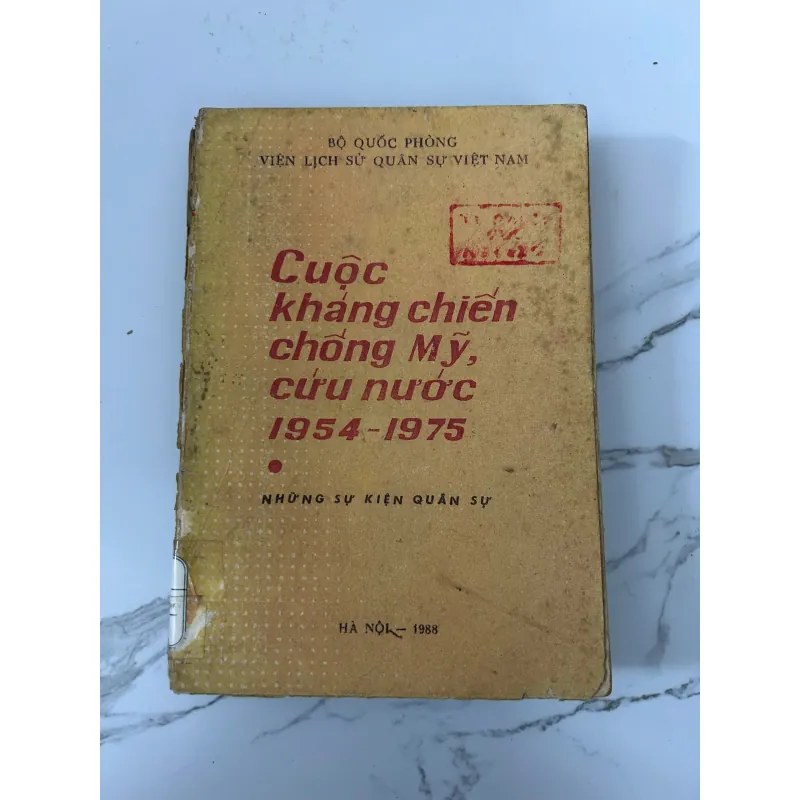 BỘ QUỐC PHÒNG
VIỆN LỊCH SỬ QUÂN SỰ VIỆT NAM
Cuộc
kháng chiến
chống Mỹ,
cứu nước
1954-1975
NHỮNG SỰ KIỆN QUÂN SỰ
HÀ NỘI — 1988